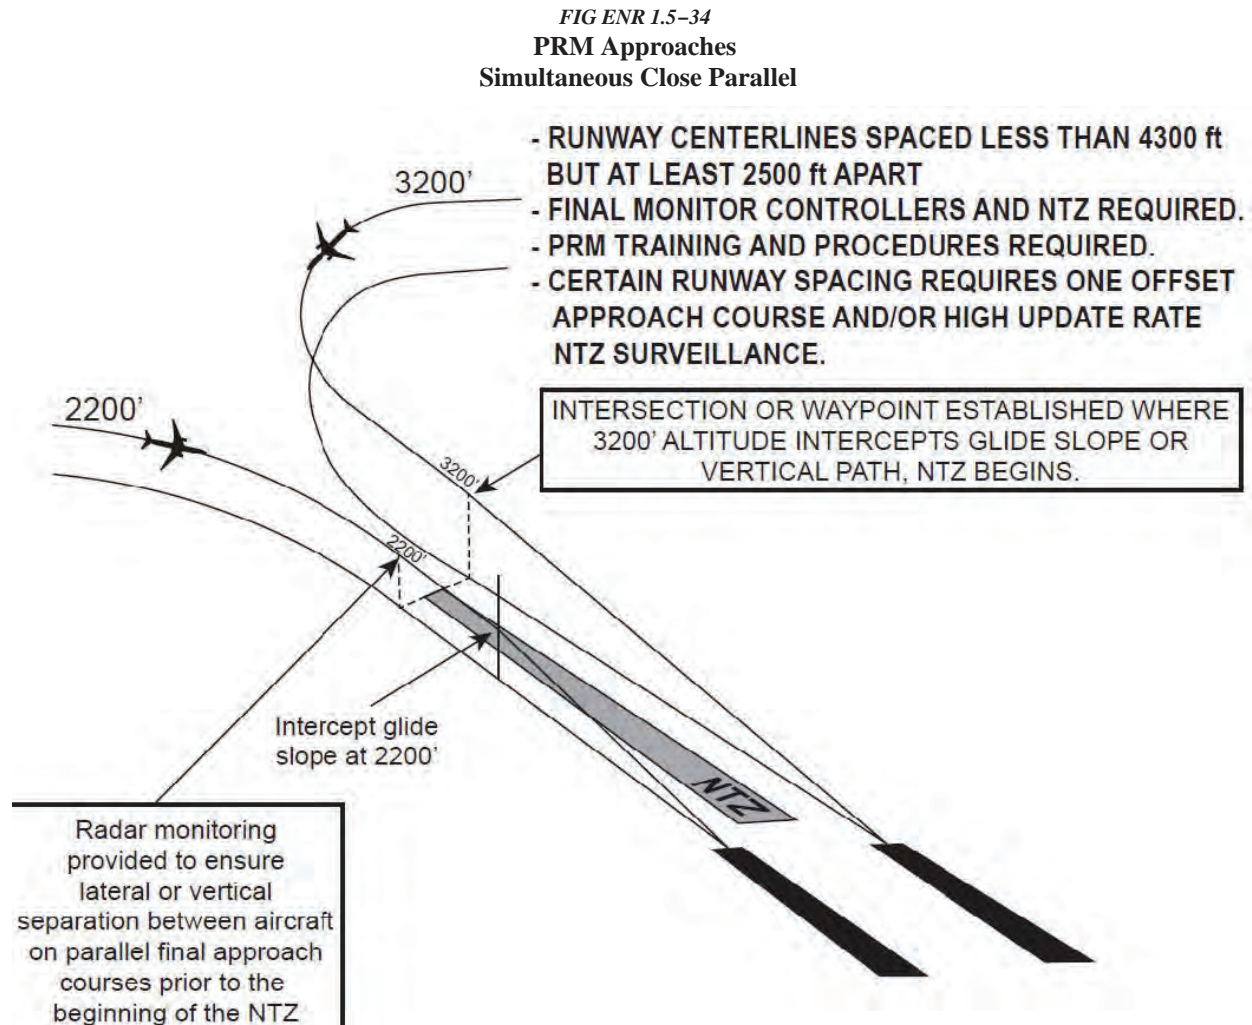 FIG ENR 1.5−34
PRM Approaches
Simultaneous Close Parallel
- RUNWAY CENTERLINES SPACED LESS THAN 4300 ft
BUT AT LEAST 2500 ft APART
- FINAL MONITOR CONTROLLERS AND NTZ REQUIRED.
- PRM TRAINING AND PROCEDURES REQUIRED.
- CERTAIN RUNWAY SPACING REQUIRES ONE OFFSET
APPROACH COURSE AND/OR HIGH UPDATE RATE
NTZ SURVEILLANCE.
3200’
2200’
INTERSECTION OR WAYPOINT ESTABLISHED WHERE
3200’ ALTITUDE INTERCEPTS GLIDE SLOPE OR
VERTICAL PATH, NTZ BEGINS.
3200’
2200’
Intercept glide
slope at 2200’
NTZ
Radar monitoring
provided to ensure
lateral or vertical
separation between aircraft
on parallel final approach
courses prior to the
beginning of the NTZ